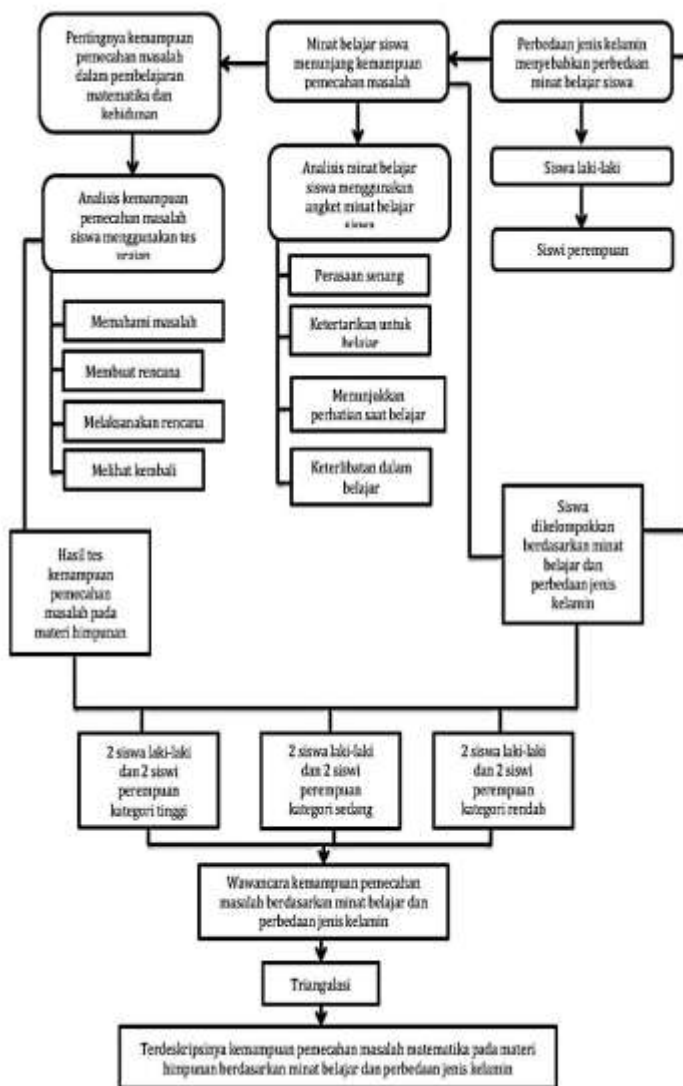 Pentingnya kemampuan
pemecahan masalah
dalam pembelajaran
matematika dan
kehidunan
Minat belajar siswa
menunjang kemampuan
pemecahan masalah
Perbedaan jenis kelamin
menyebabkan perbedaan
minat belajar siswa
Siswa laki-laki
Siswi perempuan
Analisis kemampuan
pemecahan masalah
siswa menggunakan tes
Analisis minat belajar
siswa menggunakan
angket minat belajar
Memahami masalah
Membuat rencana
Melaksanakan rencana
Melihat kembali
Perasaan senang
Ketertarikan untuk
belajar
Menunjukkan
perhatian saat belajar
Keterlibatan dalam
belajar
Siswa
dikelompokkan
berdasarkan minat
belajar dan
perbedaan jenis
kelamin
Hasil tes
kemampuan
pemecahan
masalah pada
materi himpunan
2 siswa laki-laki
dan 2 siswi
perempuan
kategori tinggi
2 siswa laki-laki
dan 2 siswi
perempuan
kategori sedang
2 siswa laki-laki
dan 2 siswi
perempuan
kategori rendah
Wawancara kemampuan pemecahan
masalah berdasarkan minat belajar dan
perbedaan jenis kelamin
Triangulasi
Terdeskripsinya kemampuan pemecahan masalah matematika pada materi
himpunan berdasarkan minat belajar dan perbedaan jenis kelamin